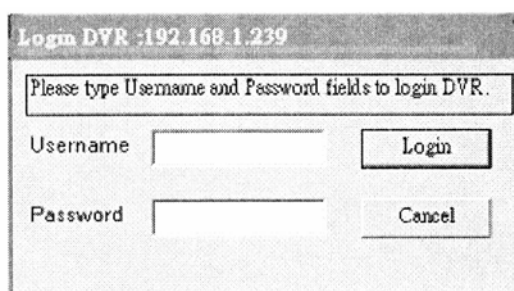 Login DVR :192.168.1.239
Please type Username and Password fields to login DVR.
Username
Login
Password
Cancel